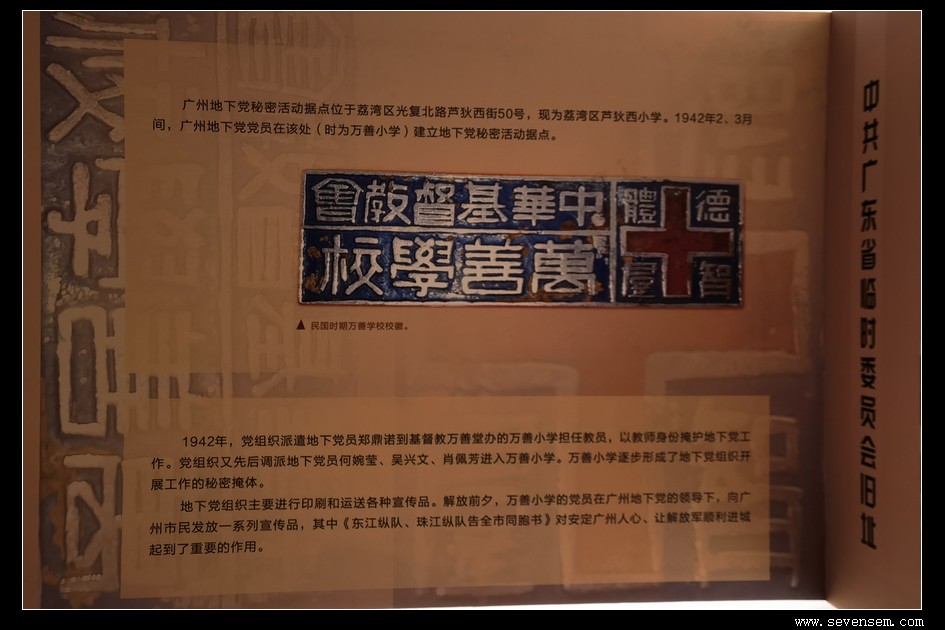 广州地下党秘密活动据点位于荔湾区光复北路芦狄西街50号，现为荔湾区芦狄西小学。1942年2、3月
间，广州地下党党员在该处（时为万善小学）建立地下党秘密活动据点。
中華基督教會
萬善學校
德
體
智
羣
▲ 民国时期万善学校校徽。
1942年，党组织派遣地下党员郑鼎诺到基督教万善堂办的万善小学担任教员，以教师身份掩护地下党工
作。党组织又先后调派地下党员何婉莹、吴兴文、肖佩芳进入万善小学。万善小学逐步形成了地下党组织开
展工作的秘密掩体。
地下党组织主要进行印刷和运送各种宣传品。解放前夕，万善小学的党员在广州地下党的领导下，向广
州市民发放一系列宣传品，其中《东江纵队、珠江纵队告全市同胞书》对安定广州人心、让解放军顺利进城
起到了重要的作用。
中共广东省临时委员会旧址
www.sevensem.com